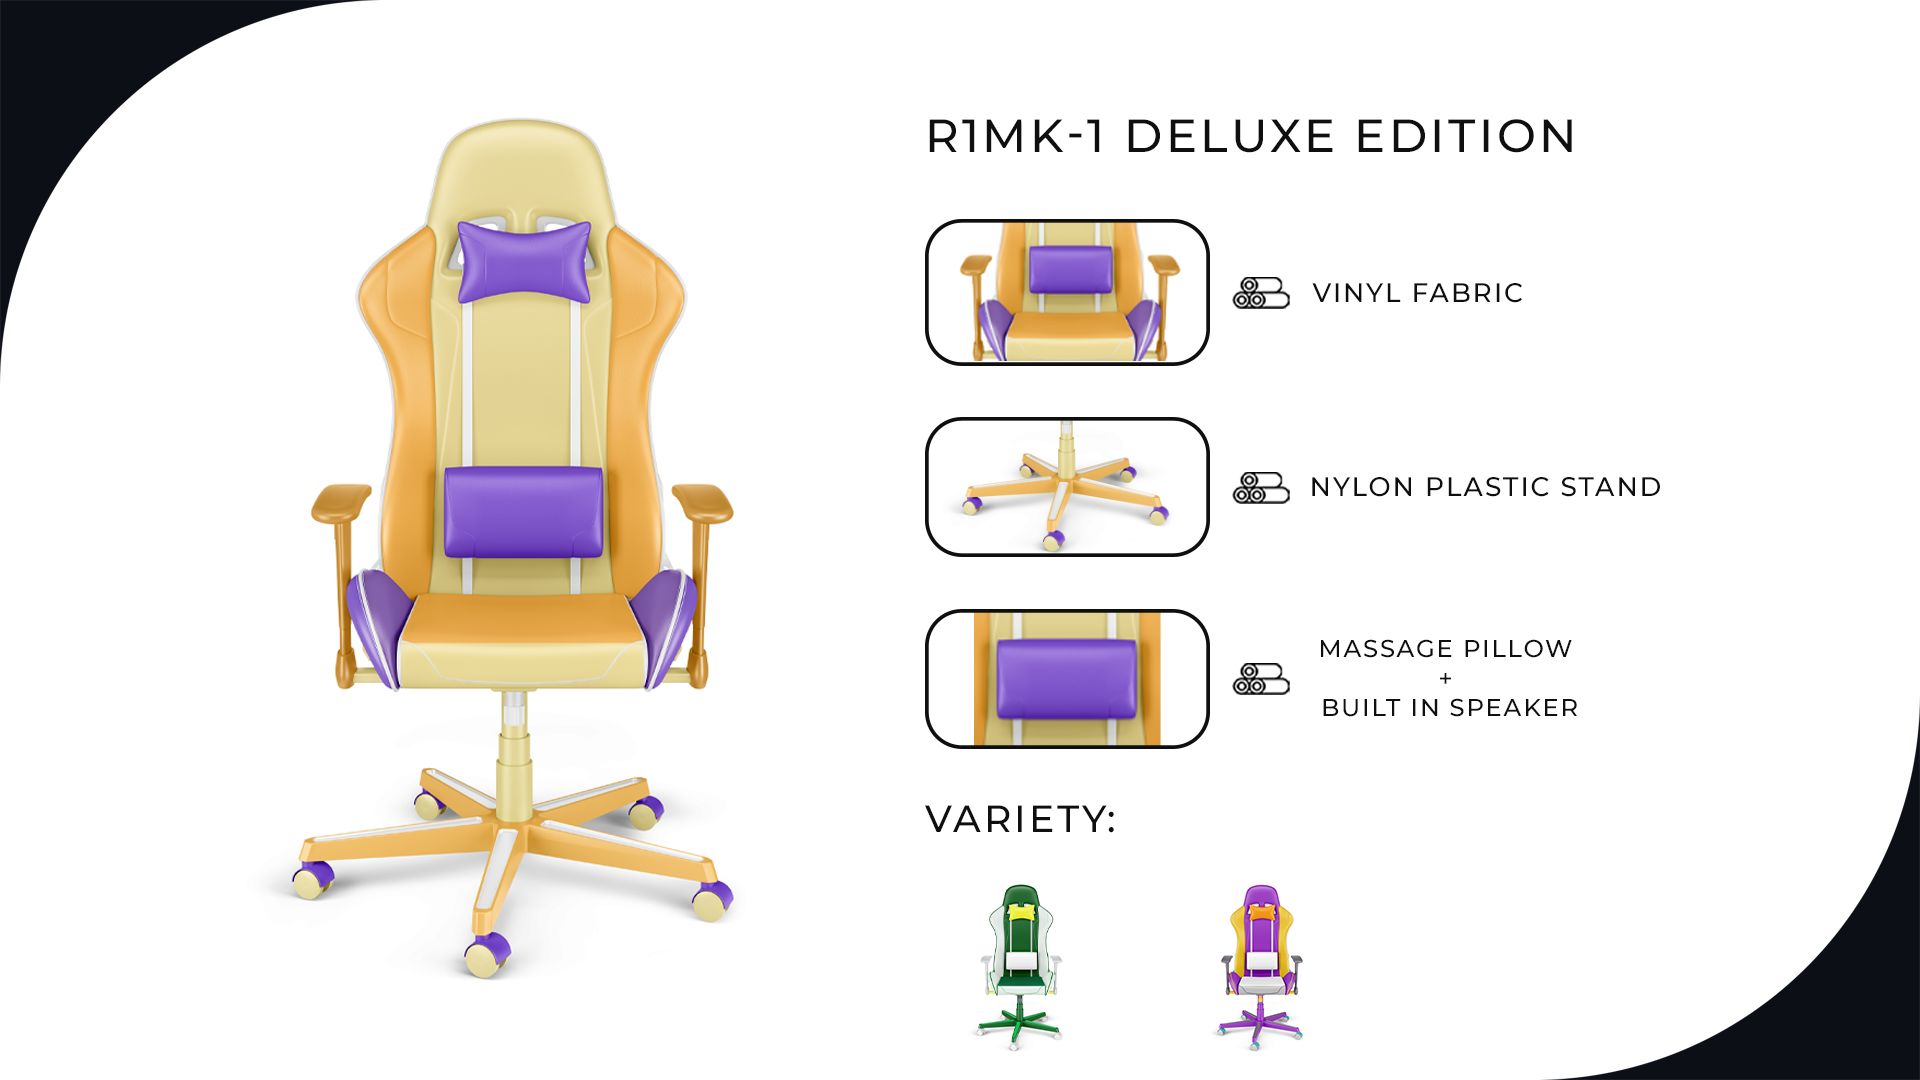 R1MK-1 DELUXE EDITION
VINYL FABRIC
NYLON PLASTIC STAND
MASSAGE PILLOW
+
BUILT IN SPEAKER
VARIETY: